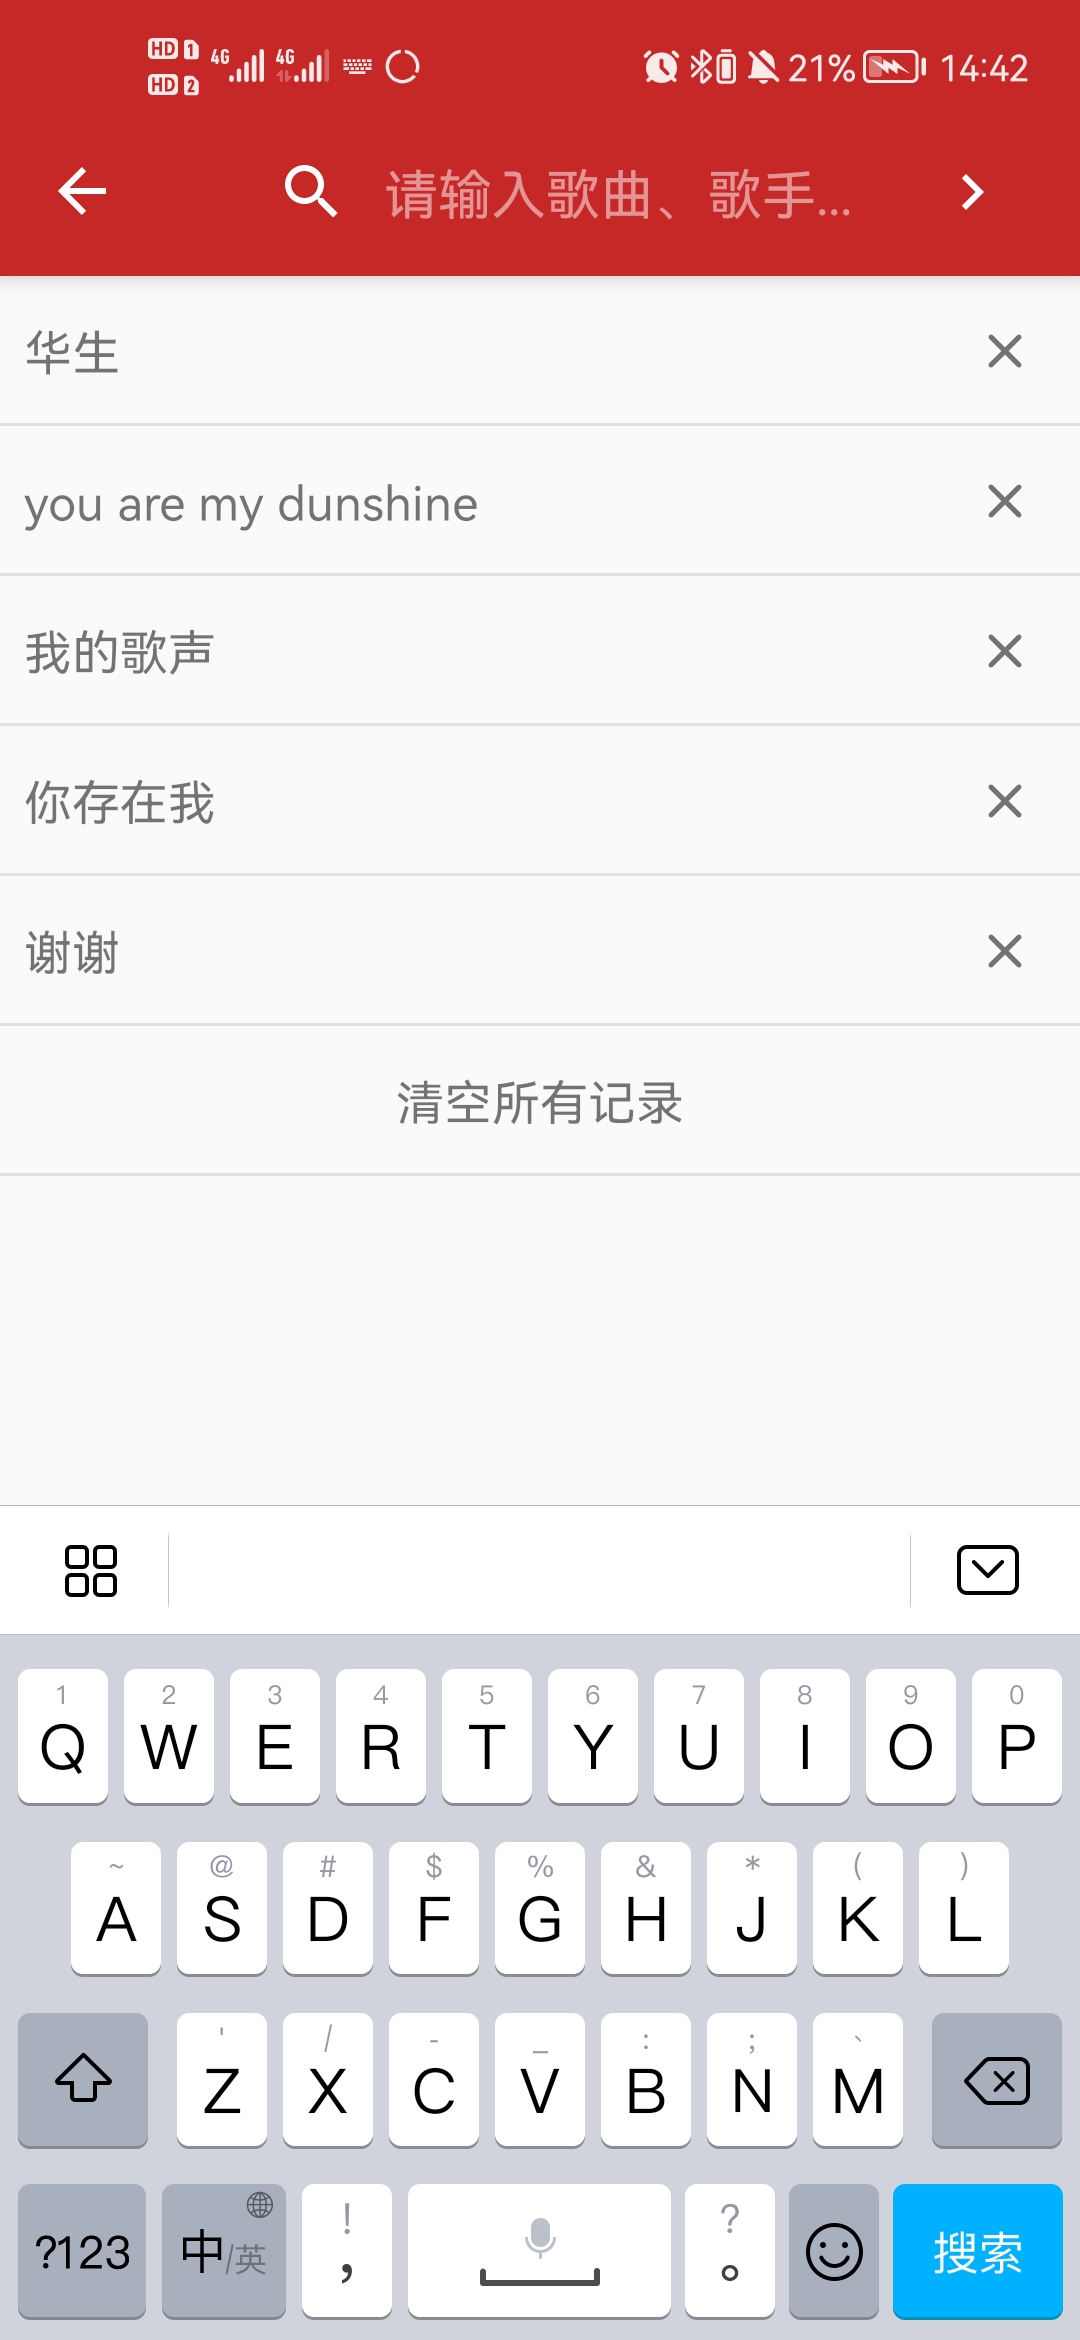 HD 1 4G 4G 21% 14:42
HD 2
请输入歌曲、歌手...
华生
you are my dunshine
我的歌声
你存在我
谢谢
清空所有记录
1 2 3 4 5 6 7 8 9 0
Q W E R T Y U I O P
~ @ # $ % & * ( )
A S D F G H J K L
' / - _ : ; 、
Z X C V B N M
! ?
?123 中/英 , 。 搜索